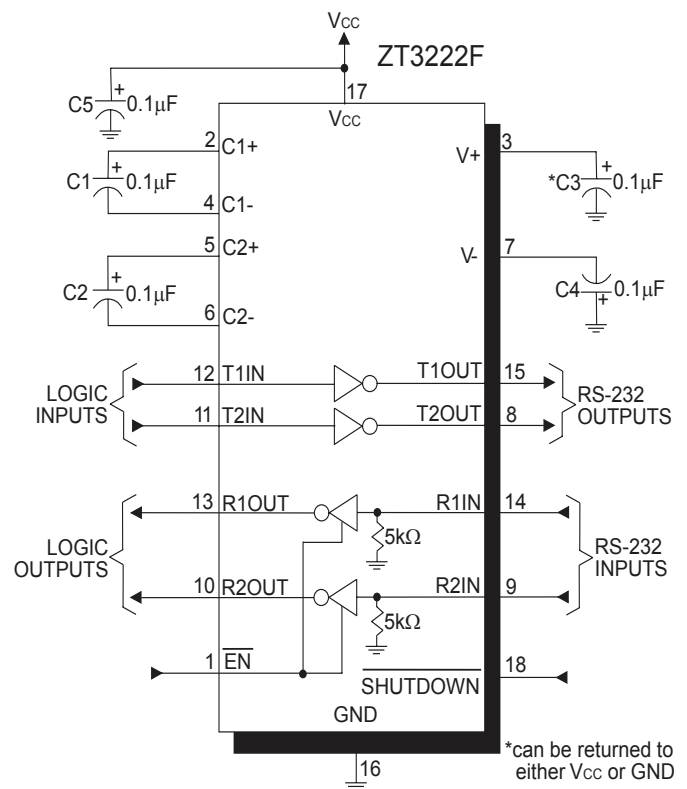 Vcc
ZT3222F
17
Vcc
C5
+
0.1μF
2
C1+
C1
+
0.1μF
4
C1-
5
C2+
C2
+
0.1μF
6
C2-
V+
3
*C3
+
0.1μF
V-
7
C4
+
0.1μF
LOGIC
INPUTS
12
T1IN
T1OUT
15
11
T2IN
T2OUT
8
RS-232
OUTPUTS
LOGIC
OUTPUTS
13
R1OUT
R1IN
14
5kΩ
10
R2OUT
R2IN
9
5kΩ
RS-232
INPUTS
1
EN
SHUTDOWN
18
GND
16
*can be returned to
either Vcc or GND